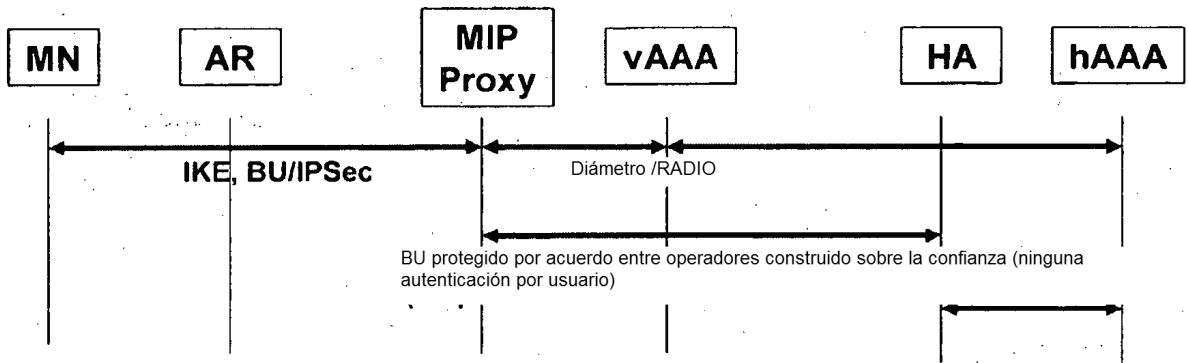 MN
AR
MIP
Proxy
vAAA
HA
hAAA
IKE, BU/IPSec
Diámetro /RADIO
BU protegido por acuerdo entre operadores construido sobre la confianza (ninguna
autenticación por usuario)